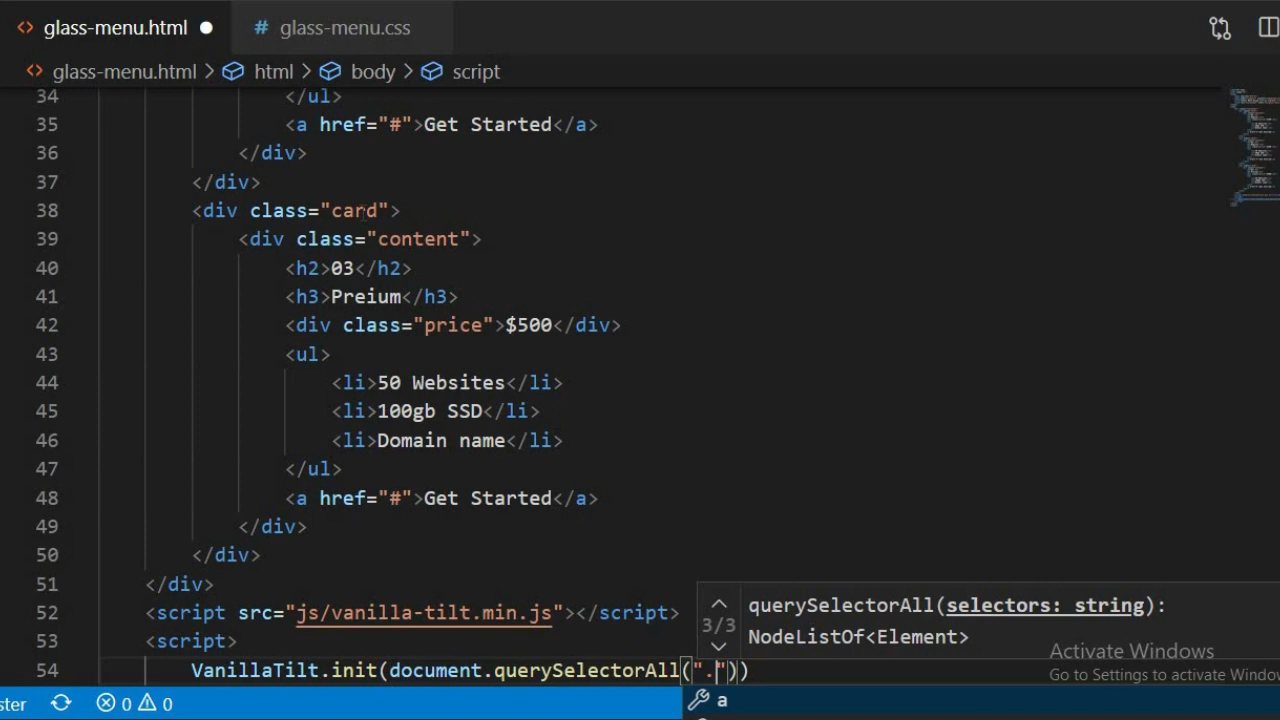 glass-menu.html # glass-menu.css
glass-menu.html > html > body > script
34 </ul>
35 <a href="#">Get Started</a>
36 </div>
37 </div>
38 <div class="card">
39 <div class="content">
40 <h2>03</h2>
41 <h3>Preium</h3>
42 <div class="price">$500</div>
43 <ul>
44 <li>50 Websites</li>
45 <li>100gb SSD</li>
46 <li>Domain name</li>
47 </ul>
48 <a href="#">Get Started</a>
49 </div>
50 </div>
51 </div>
52 <script src="js/vanilla-tilt.min.js"></script>
53 <script>
54 VanillaTilt.init(document.querySelectorAll("."))
querySelectorAll(selectors: string):
3/3
NodeListOf<Element>
Activate Windows
Go to Settings to activate Windo
ster 0 0
a